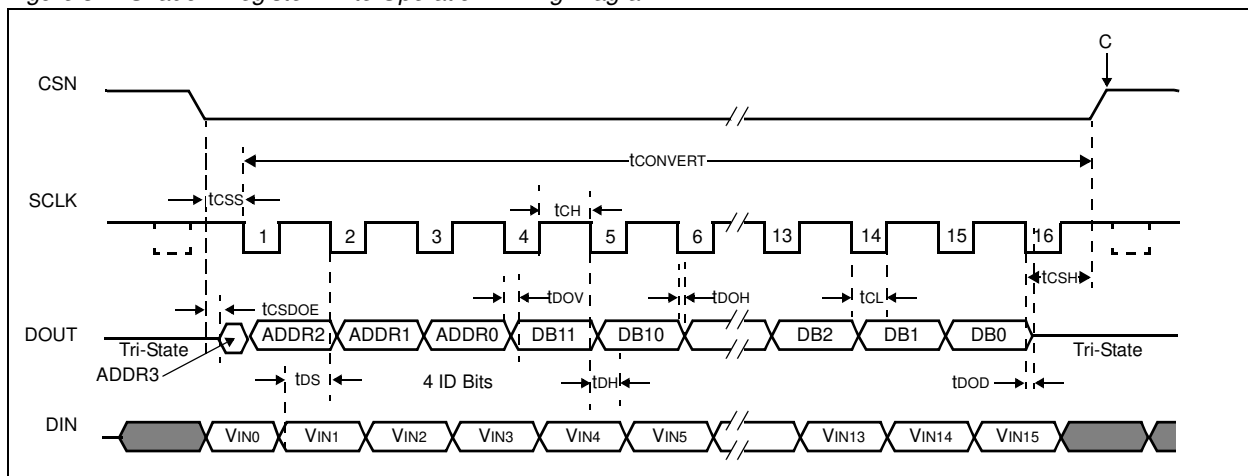 C
CSN
tCONVERT
tCSS
SCLK
tCH
1 2 3 4 5 6 13 14 15 16
tCSH
tCSDOE tDOV tDOH tCL
DOUT
ADDR2 ADDR1 ADDR0 DB11 DB10 DB2 DB1 DB0
Tri-State Tri-State
ADDR3
tDS 4 ID Bits tDH tDOD
DIN
VIN0 VIN1 VIN2 VIN3 VIN4 VIN5 VIN13 VIN14 VIN15